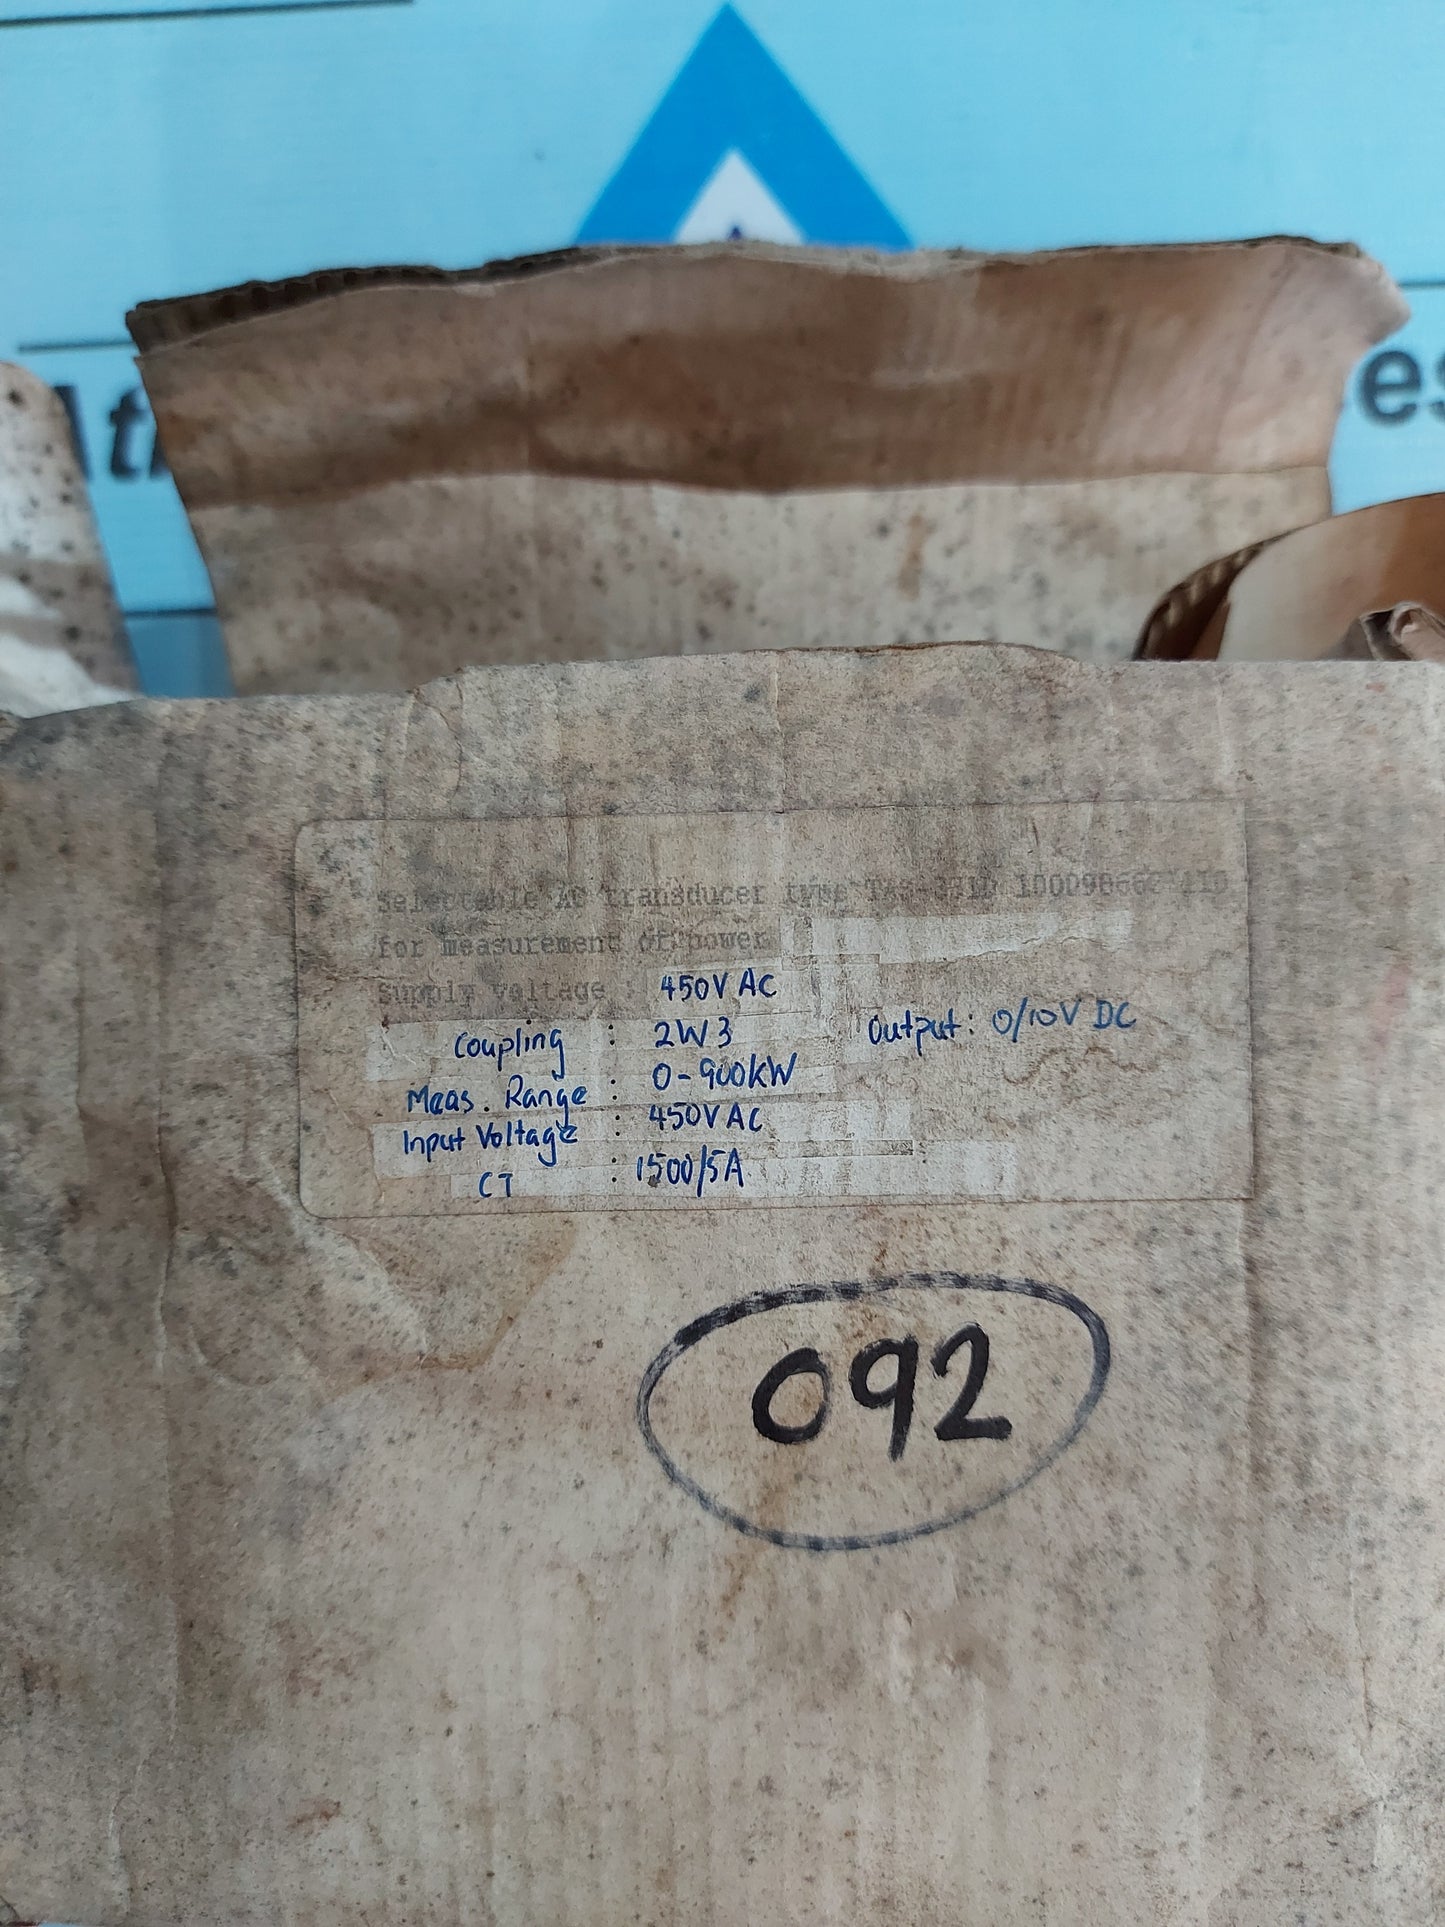 Selectable AC transducer type
for measurement of power
Supply voltage : 450V AC
Coupling : 2W3 Output: 0/10V DC
Meas. Range : 0-900kW
Input Voltage : 450V AC
CT : 1500/5A
092